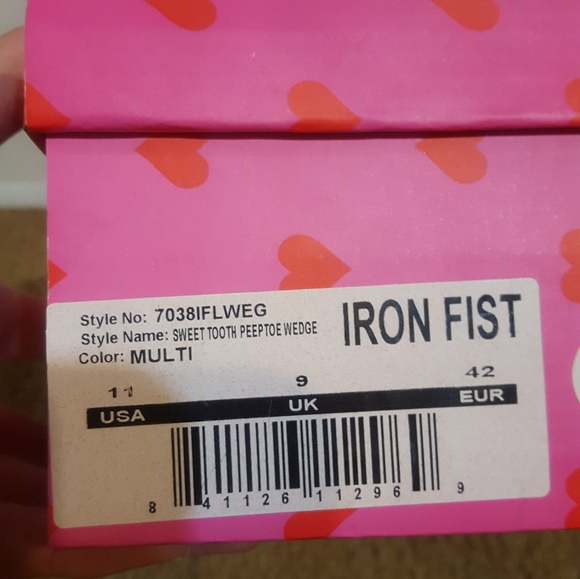 Style No: 7038IFLWEG
Style Name: SWEET TOOTH PEEPTOE WEDGE
Color: MULTI
IRON FIST
11 9 42
USA UK EUR
8 41126 11296 9